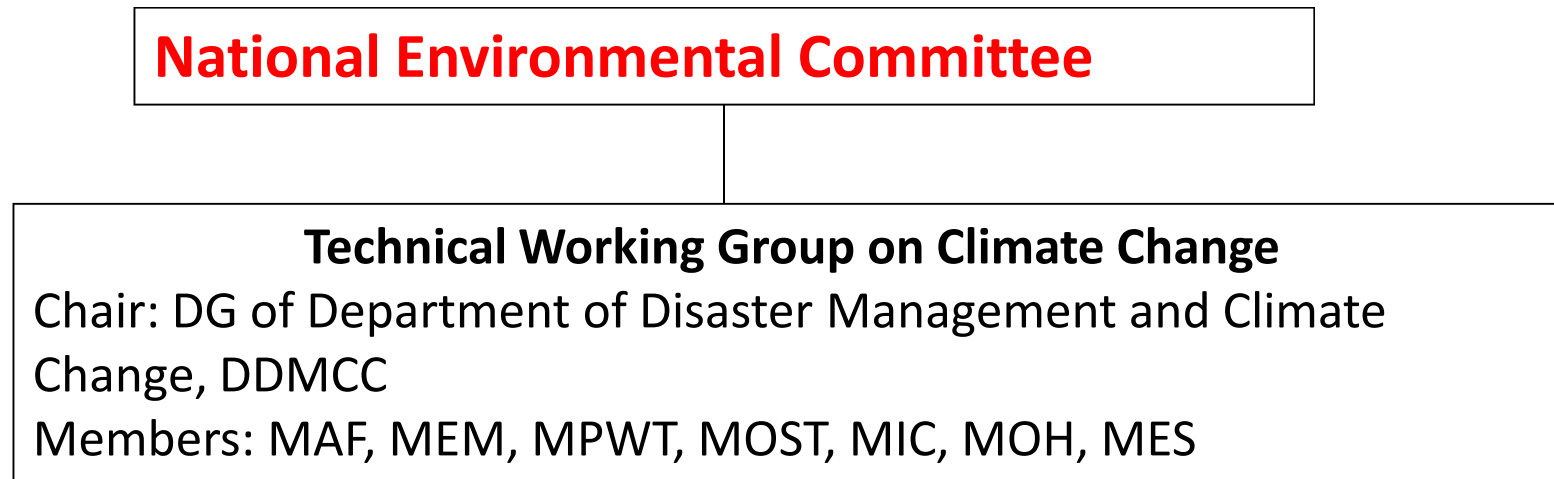 National Environmental Committee
Technical Working Group on Climate Change
Chair: DG of Department of Disaster Management and Climate
Change, DDMCC
Members: MAF, MEM, MPWT, MOST, MIC, MOH, MES